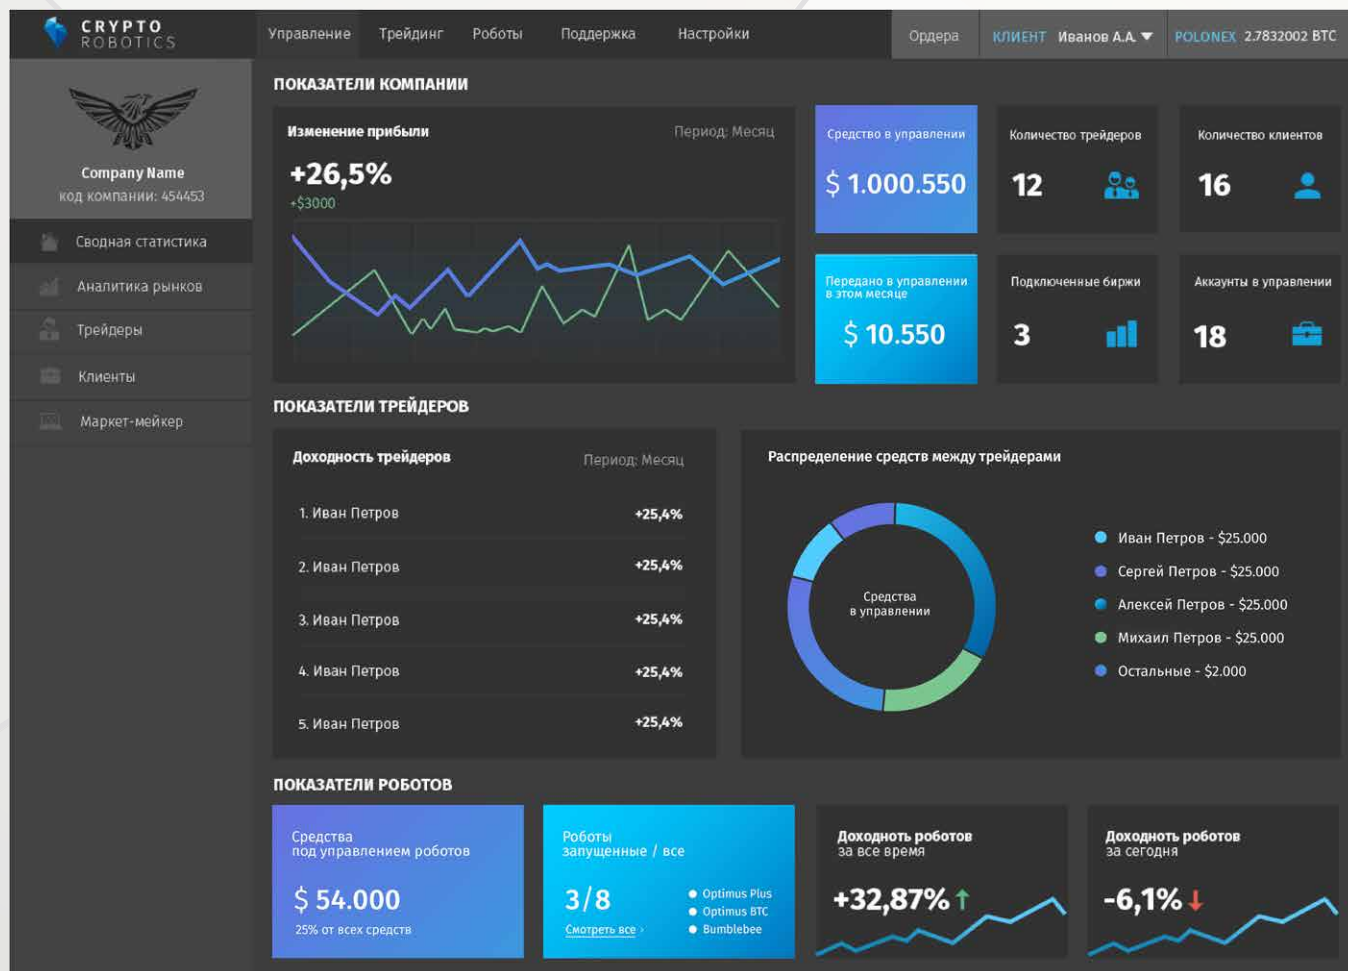 CRYPTO
ROBOTICS
Управление Трейдинг Роботы Поддержка Настройки
Ордера
КЛИЕНТ Иванов А.А.
POLONEX 2.7832002 BTC
Company Name
код компании: 454453
Сводная статистика
Аналитика рынков
Трейдеры
Клиенты
Маркет-мейкер
ПОКАЗАТЕЛИ КОМПАНИИ
Изменение прибыли
Период: Месяц
+26,5%
+$3000
Средство в управлении
$ 1.000.550
Количество трейдеров
12
Количество клиентов
16
Передано в управлении
в этом месяце
$ 10.550
Подключенные биржи
3
Аккаунты в управлении
18
ПОКАЗАТЕЛИ ТРЕЙДЕРОВ
Доходность трейдеров
Период: Месяц
1. Иван Петров +25,4%
2. Иван Петров +25,4%
3. Иван Петров +25,4%
4. Иван Петров +25,4%
5. Иван Петров +25,4%
Распределение средств между трейдерами
Средства
в управлении
Иван Петров - $25.000
Сергей Петров - $25.000
Алексей Петров - $25.000
Михаил Петров - $25.000
Остальные - $2.000
ПОКАЗАТЕЛИ РОБОТОВ
Средства
под управлением роботов
$ 54.000
25% от всех средств
Роботы
запущенные / все
3/8
Смотреть все ›
Optimus Plus
Optimus BTC
Bumblebee
Доходноть роботов
за все время
+32,87%
Доходноть роботов
за сегодня
-6,1%